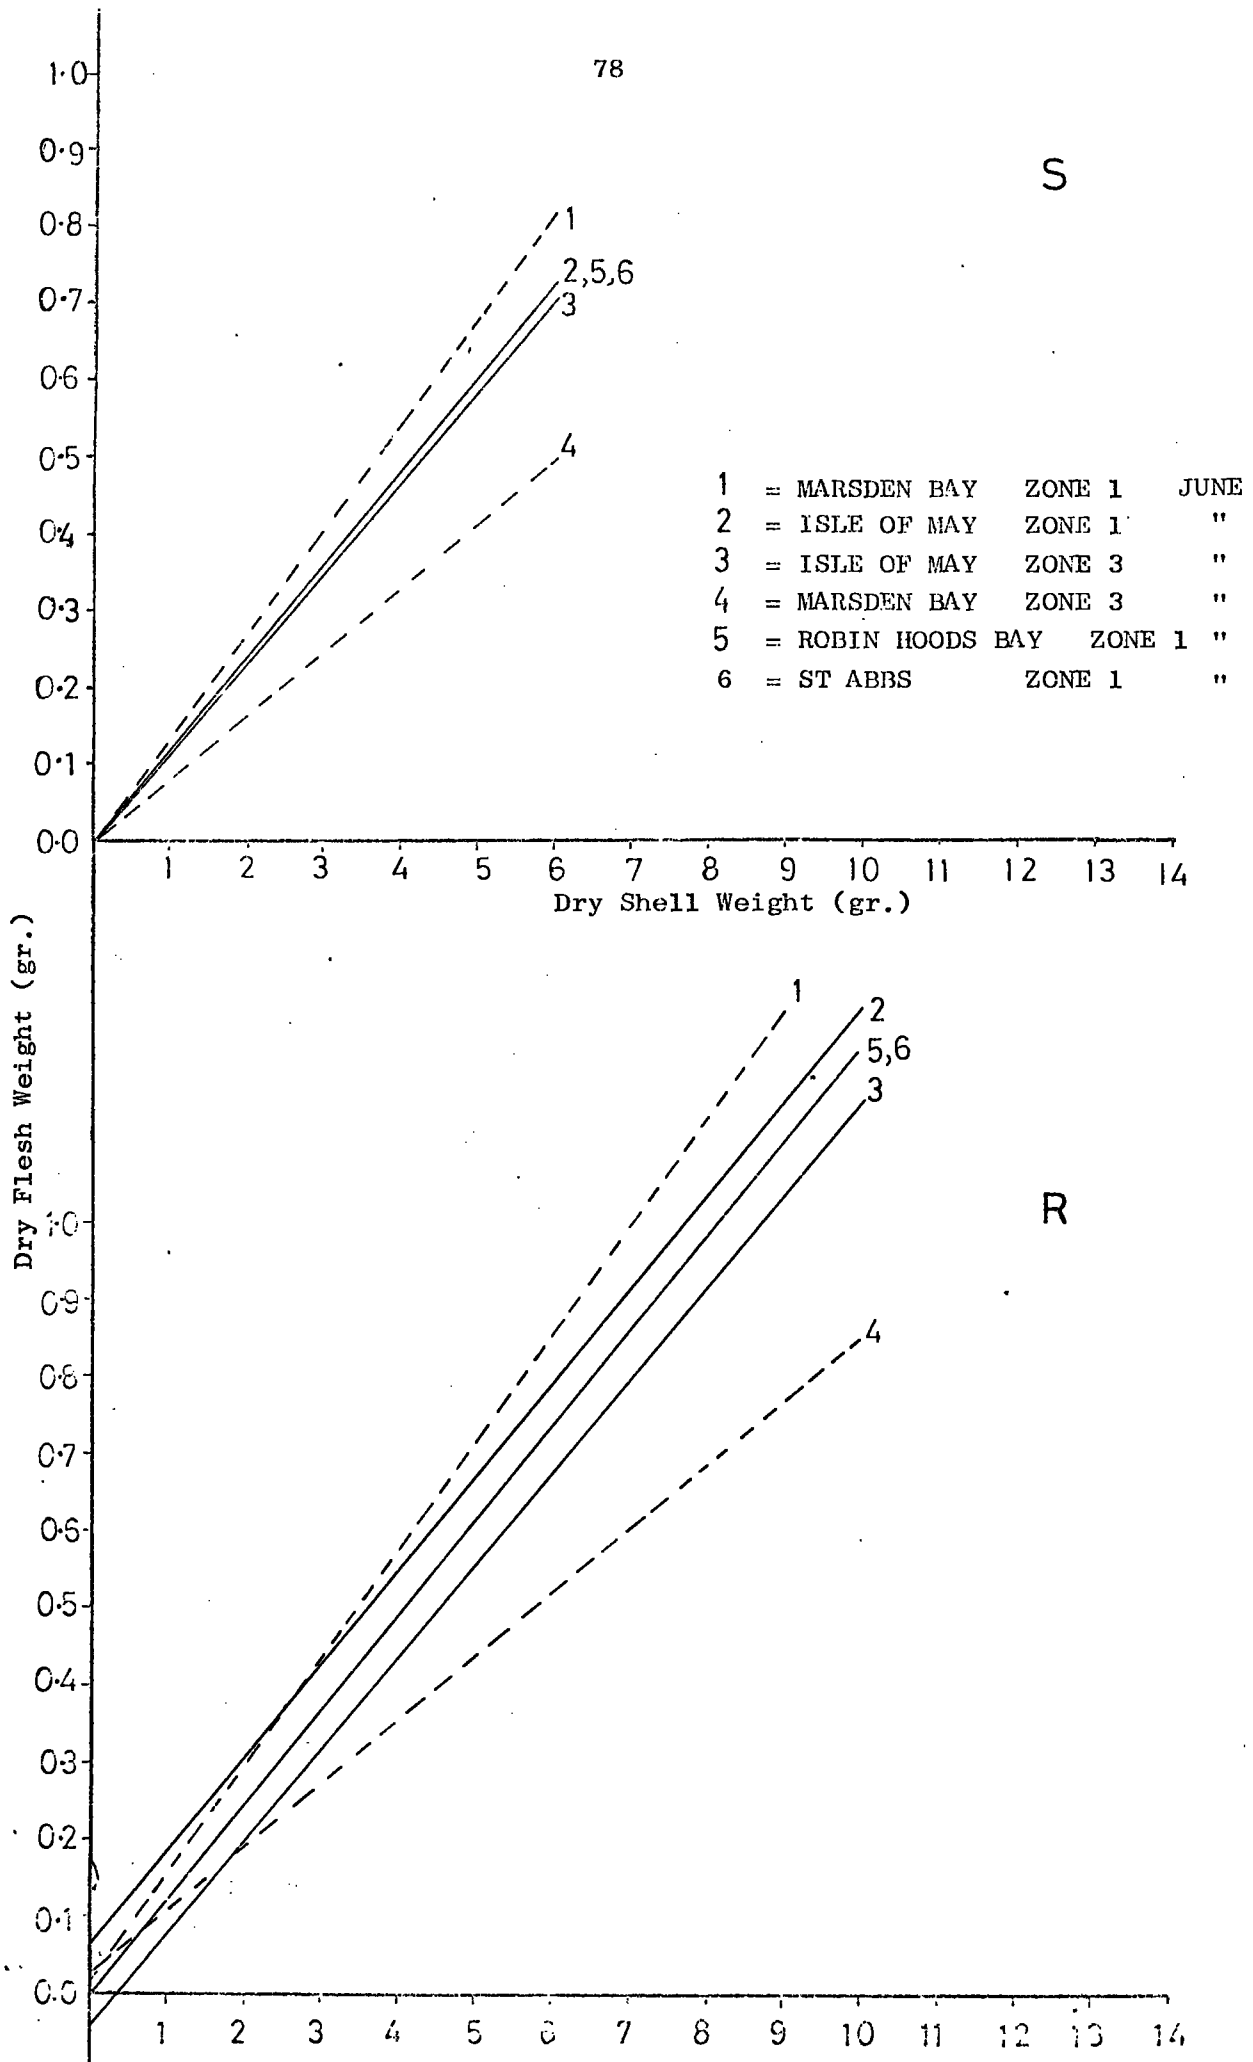 78
1.0
0.9
S
0.8
1
2,5,6
0.7
3
0.6
0.5
4
1 = MARSDEN BAY ZONE 1 JUNE
2 = ISLE OF MAY ZONE 1 "
0.4
3 = ISLE OF MAY ZONE 3 "
4 = MARSDEN BAY ZONE 3 "
0.3
5 = ROBIN HOODS BAY ZONE 1 "
6 = ST ABBS ZONE 1 "
0.2
0.1
0.0
1 2 3 4 5 6 7 8 9 10 11 12 13 14
Dry Shell Weight (gr.)
Dry Flesh Weight (gr.)
1
2
5,6
3
R
1.0
0.9
4
0.8
0.7
0.6
0.5
0.4
0.3
0.2
0.1
0.0
1 2 3 4 5 6 7 8 9 10 11 12 13 14